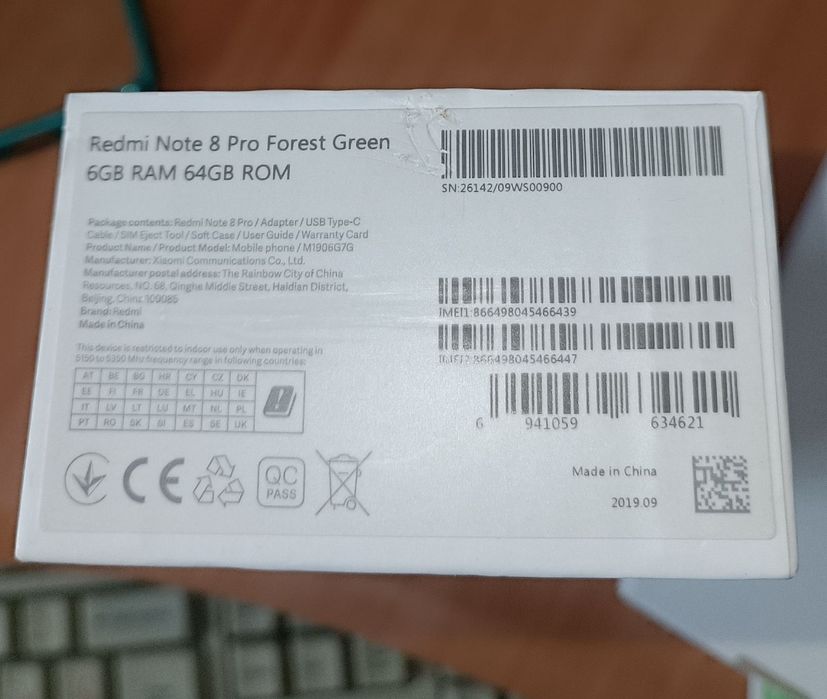 Redmi Note 8 Pro Forest Green
6GB RAM 64GB ROM
SN:26142/09WS00900
Package contents: Redmi Note 8 Pro / Adapter / USB Type-C
Cable / SIM Eject Tool / Soft Case / User Guide / Warranty Card
Product Name / Product Model: Mobile phone / M1906G7G
Manufacturer: Xiaomi Communications Co., Ltd.
Manufacturer postal address: The Rainbow City of China
Resources, NO. 68, Qinghe Middle Street, Haidian District,
Beijing, China 100085
Brand: Redmi
Made in China
IMEI1:866498045466439
IMEI2:866498045466447
6 941059 634621
This device is restricted to indoor use only when operating in
5150 to 5350 MHz frequency range in following countries:
AT BE BG HR CY CZ DK
EE FI FR DE EL HU IE
IT LV LT LU MT NL PL
PT RO SK SI ES SE UK
CE
QC
PASS
Made in China
2019.09